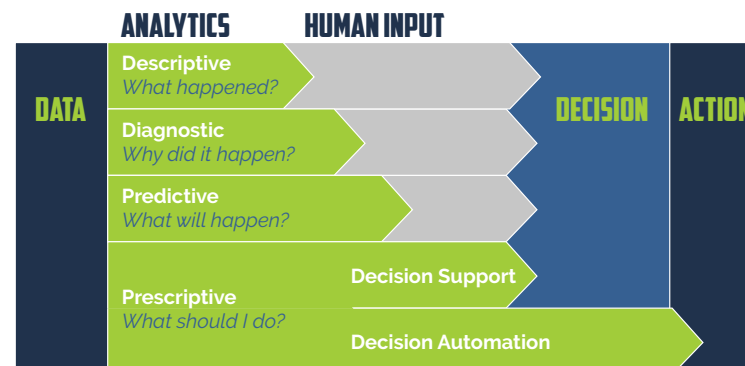 ANALYTICS HUMAN INPUT
DATA
Descriptive
What happened?
Diagnostic
Why did it happen?
Predictive
What will happen?
Prescriptive
What should I do?
Decision Support
Decision Automation
DECISION
ACTION